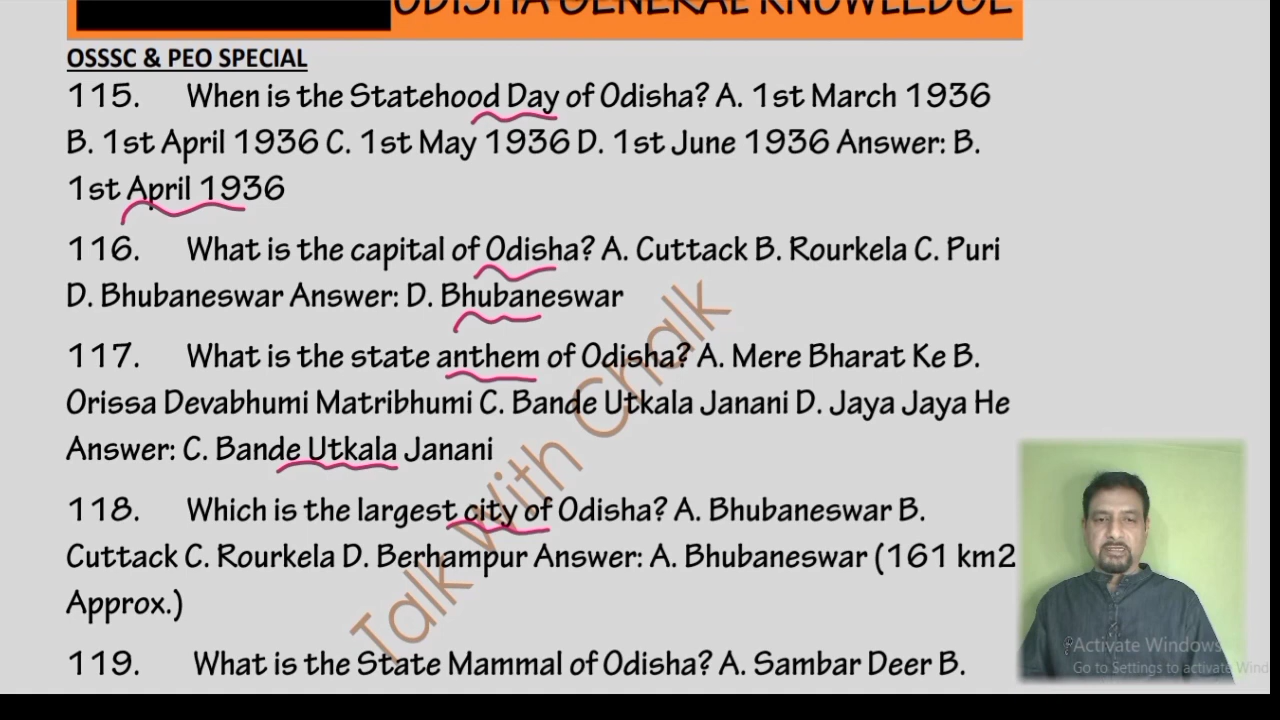 ODISHA GENERAL KNOWLEDGE
OSSSC & PEO SPECIAL
115. When is the Statehood Day of Odisha? A. 1st March 1936
B. 1st April 1936 C. 1st May 1936 D. 1st June 1936 Answer: B.
1st April 1936
116. What is the capital of Odisha? A. Cuttack B. Rourkela C. Puri
D. Bhubaneswar Answer: D. Bhubaneswar
117. What is the state anthem of Odisha? A. Mere Bharat Ke B.
Orissa Devabhumi Matribhumi C. Bande Utkala Janani D. Jaya Jaya He
Answer: C. Bande Utkala Janani
118. Which is the largest city of Odisha? A. Bhubaneswar B.
Cuttack C. Rourkela D. Berhampur Answer: A. Bhubaneswar (161 km2
Approx.)
119. What is the State Mammal of Odisha? A. Sambar Deer B.
Talk With Chalk
Activate Windows
Go to Settings to activate Wind